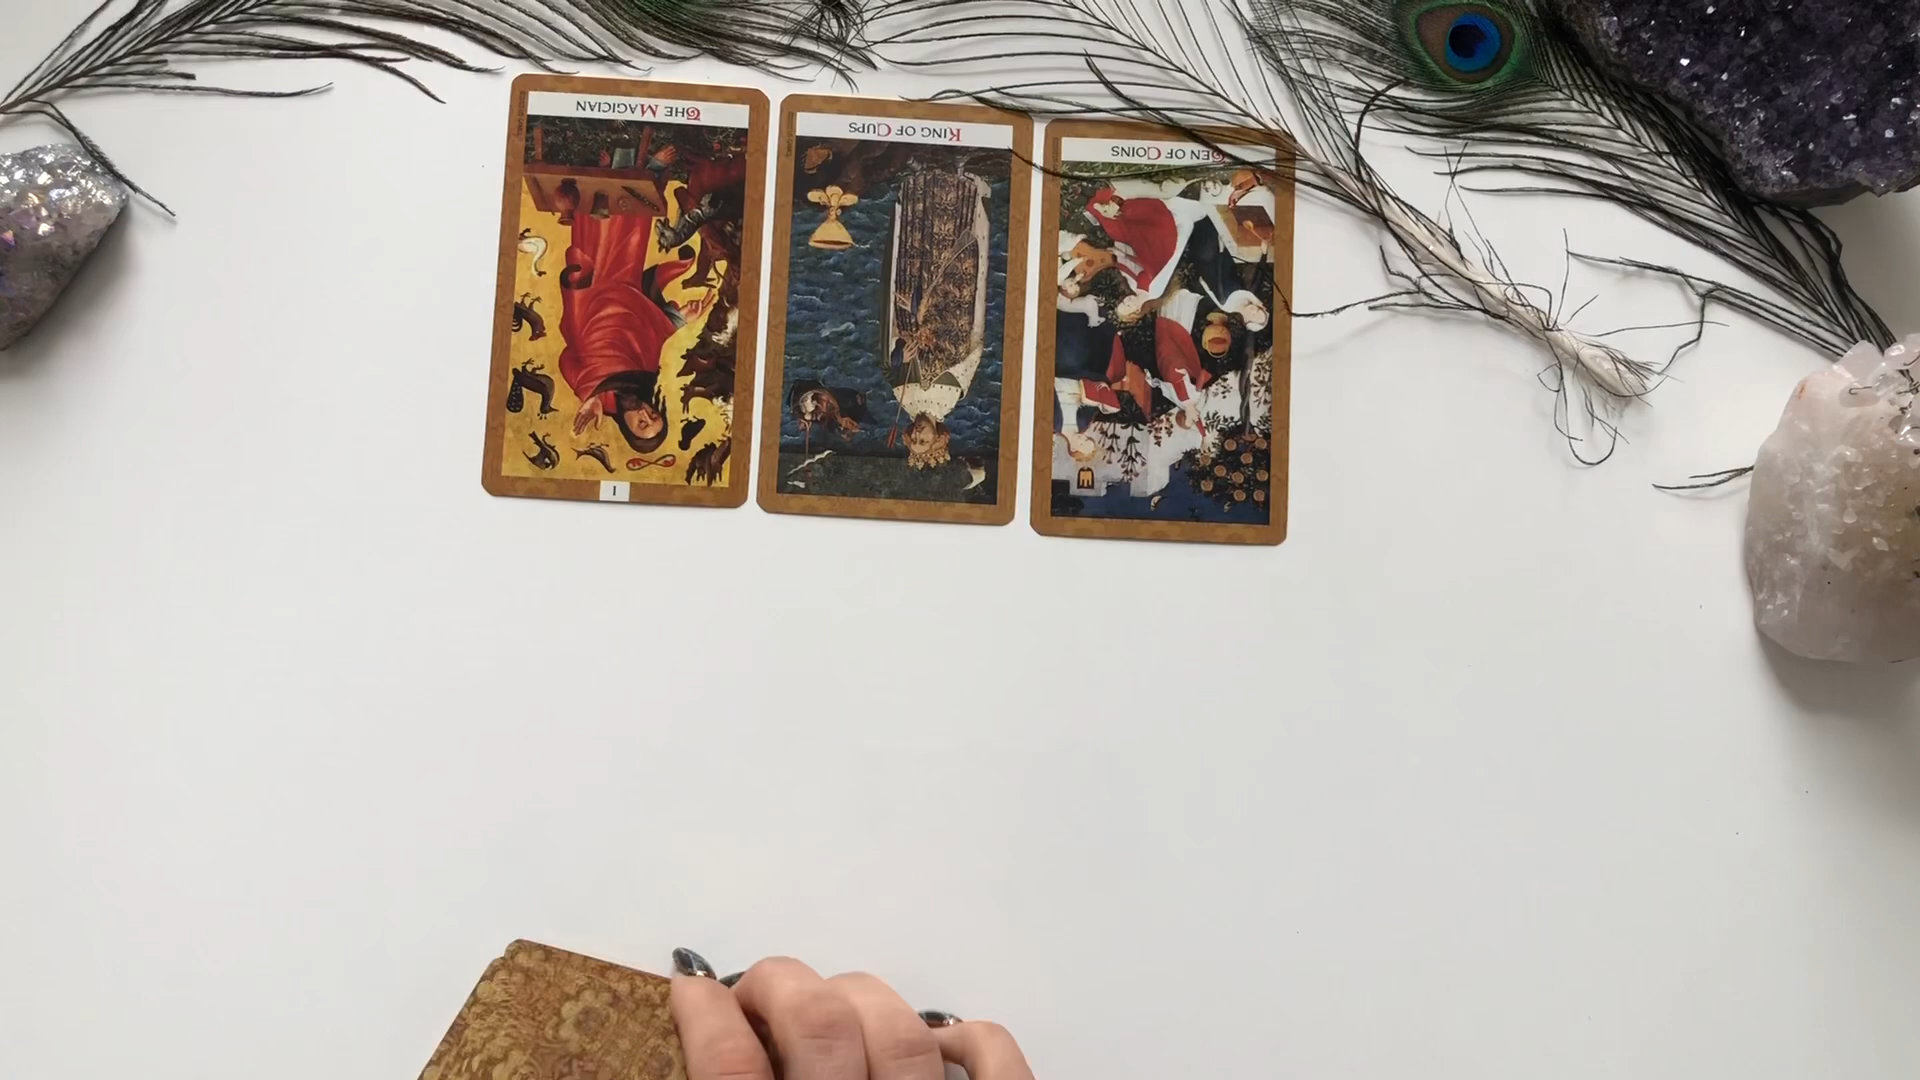 THE MAGICIAN
KING OF CUPS
TEN OF COINS
I